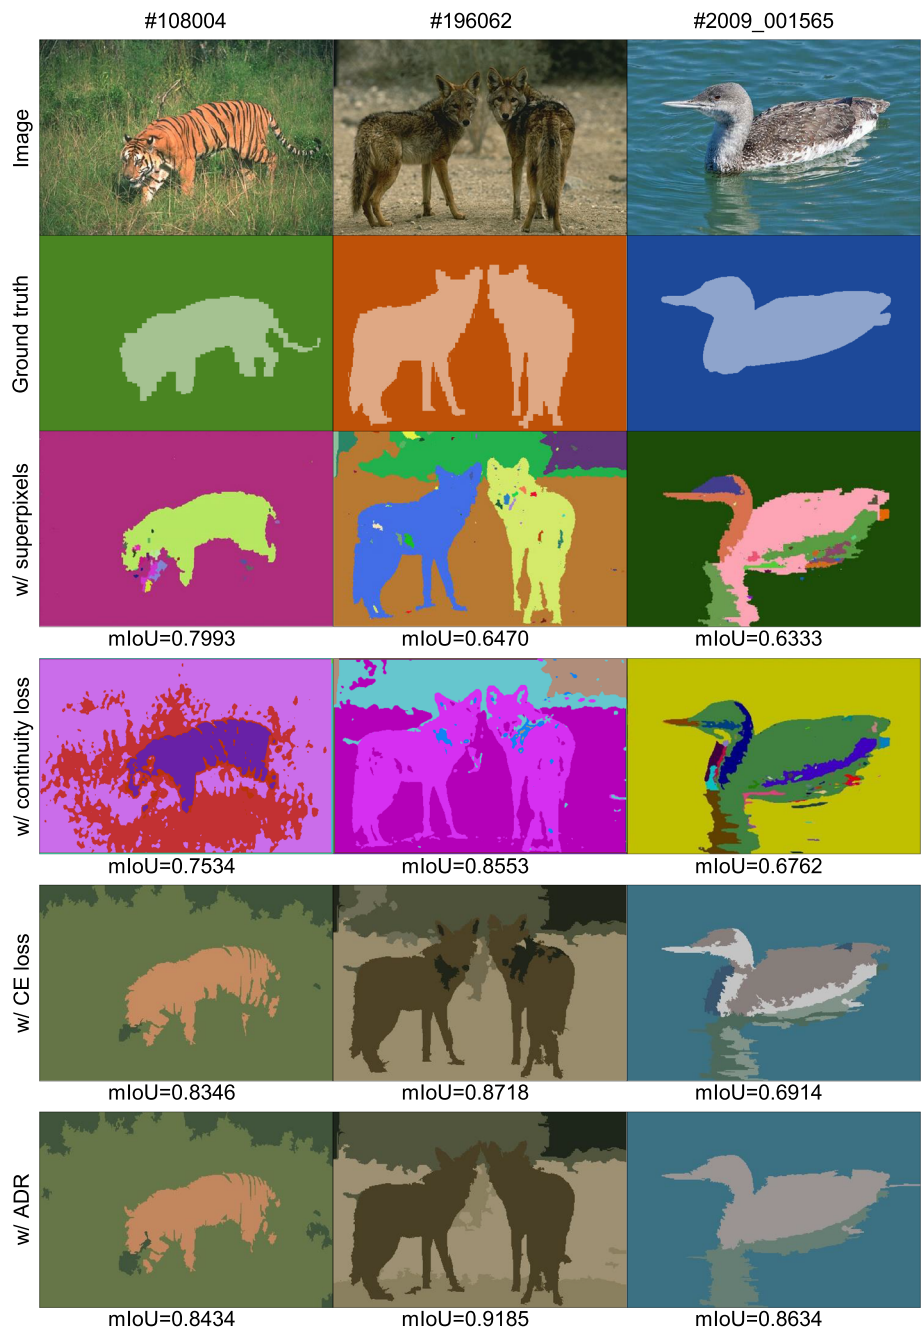 #108004 #196062 #2009_001565
Image
Ground truth
w/ superpixels
mIoU=0.7993 mIoU=0.6470 mIoU=0.6333
w/ continuity loss
mIoU=0.7534 mIoU=0.8553 mIoU=0.6762
w/ CE loss
mIoU=0.8346 mIoU=0.8718 mIoU=0.6914
w/ ADR
mIoU=0.8434 mIoU=0.9185 mIoU=0.8634